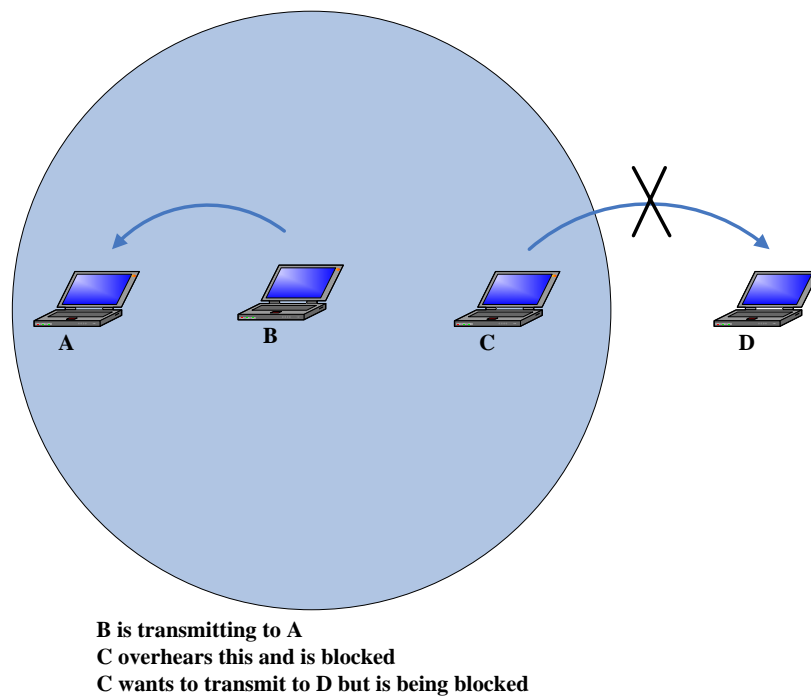 A
B
C
D
B is transmitting to A
C overhears this and is blocked
C wants to transmit to D but is being blocked